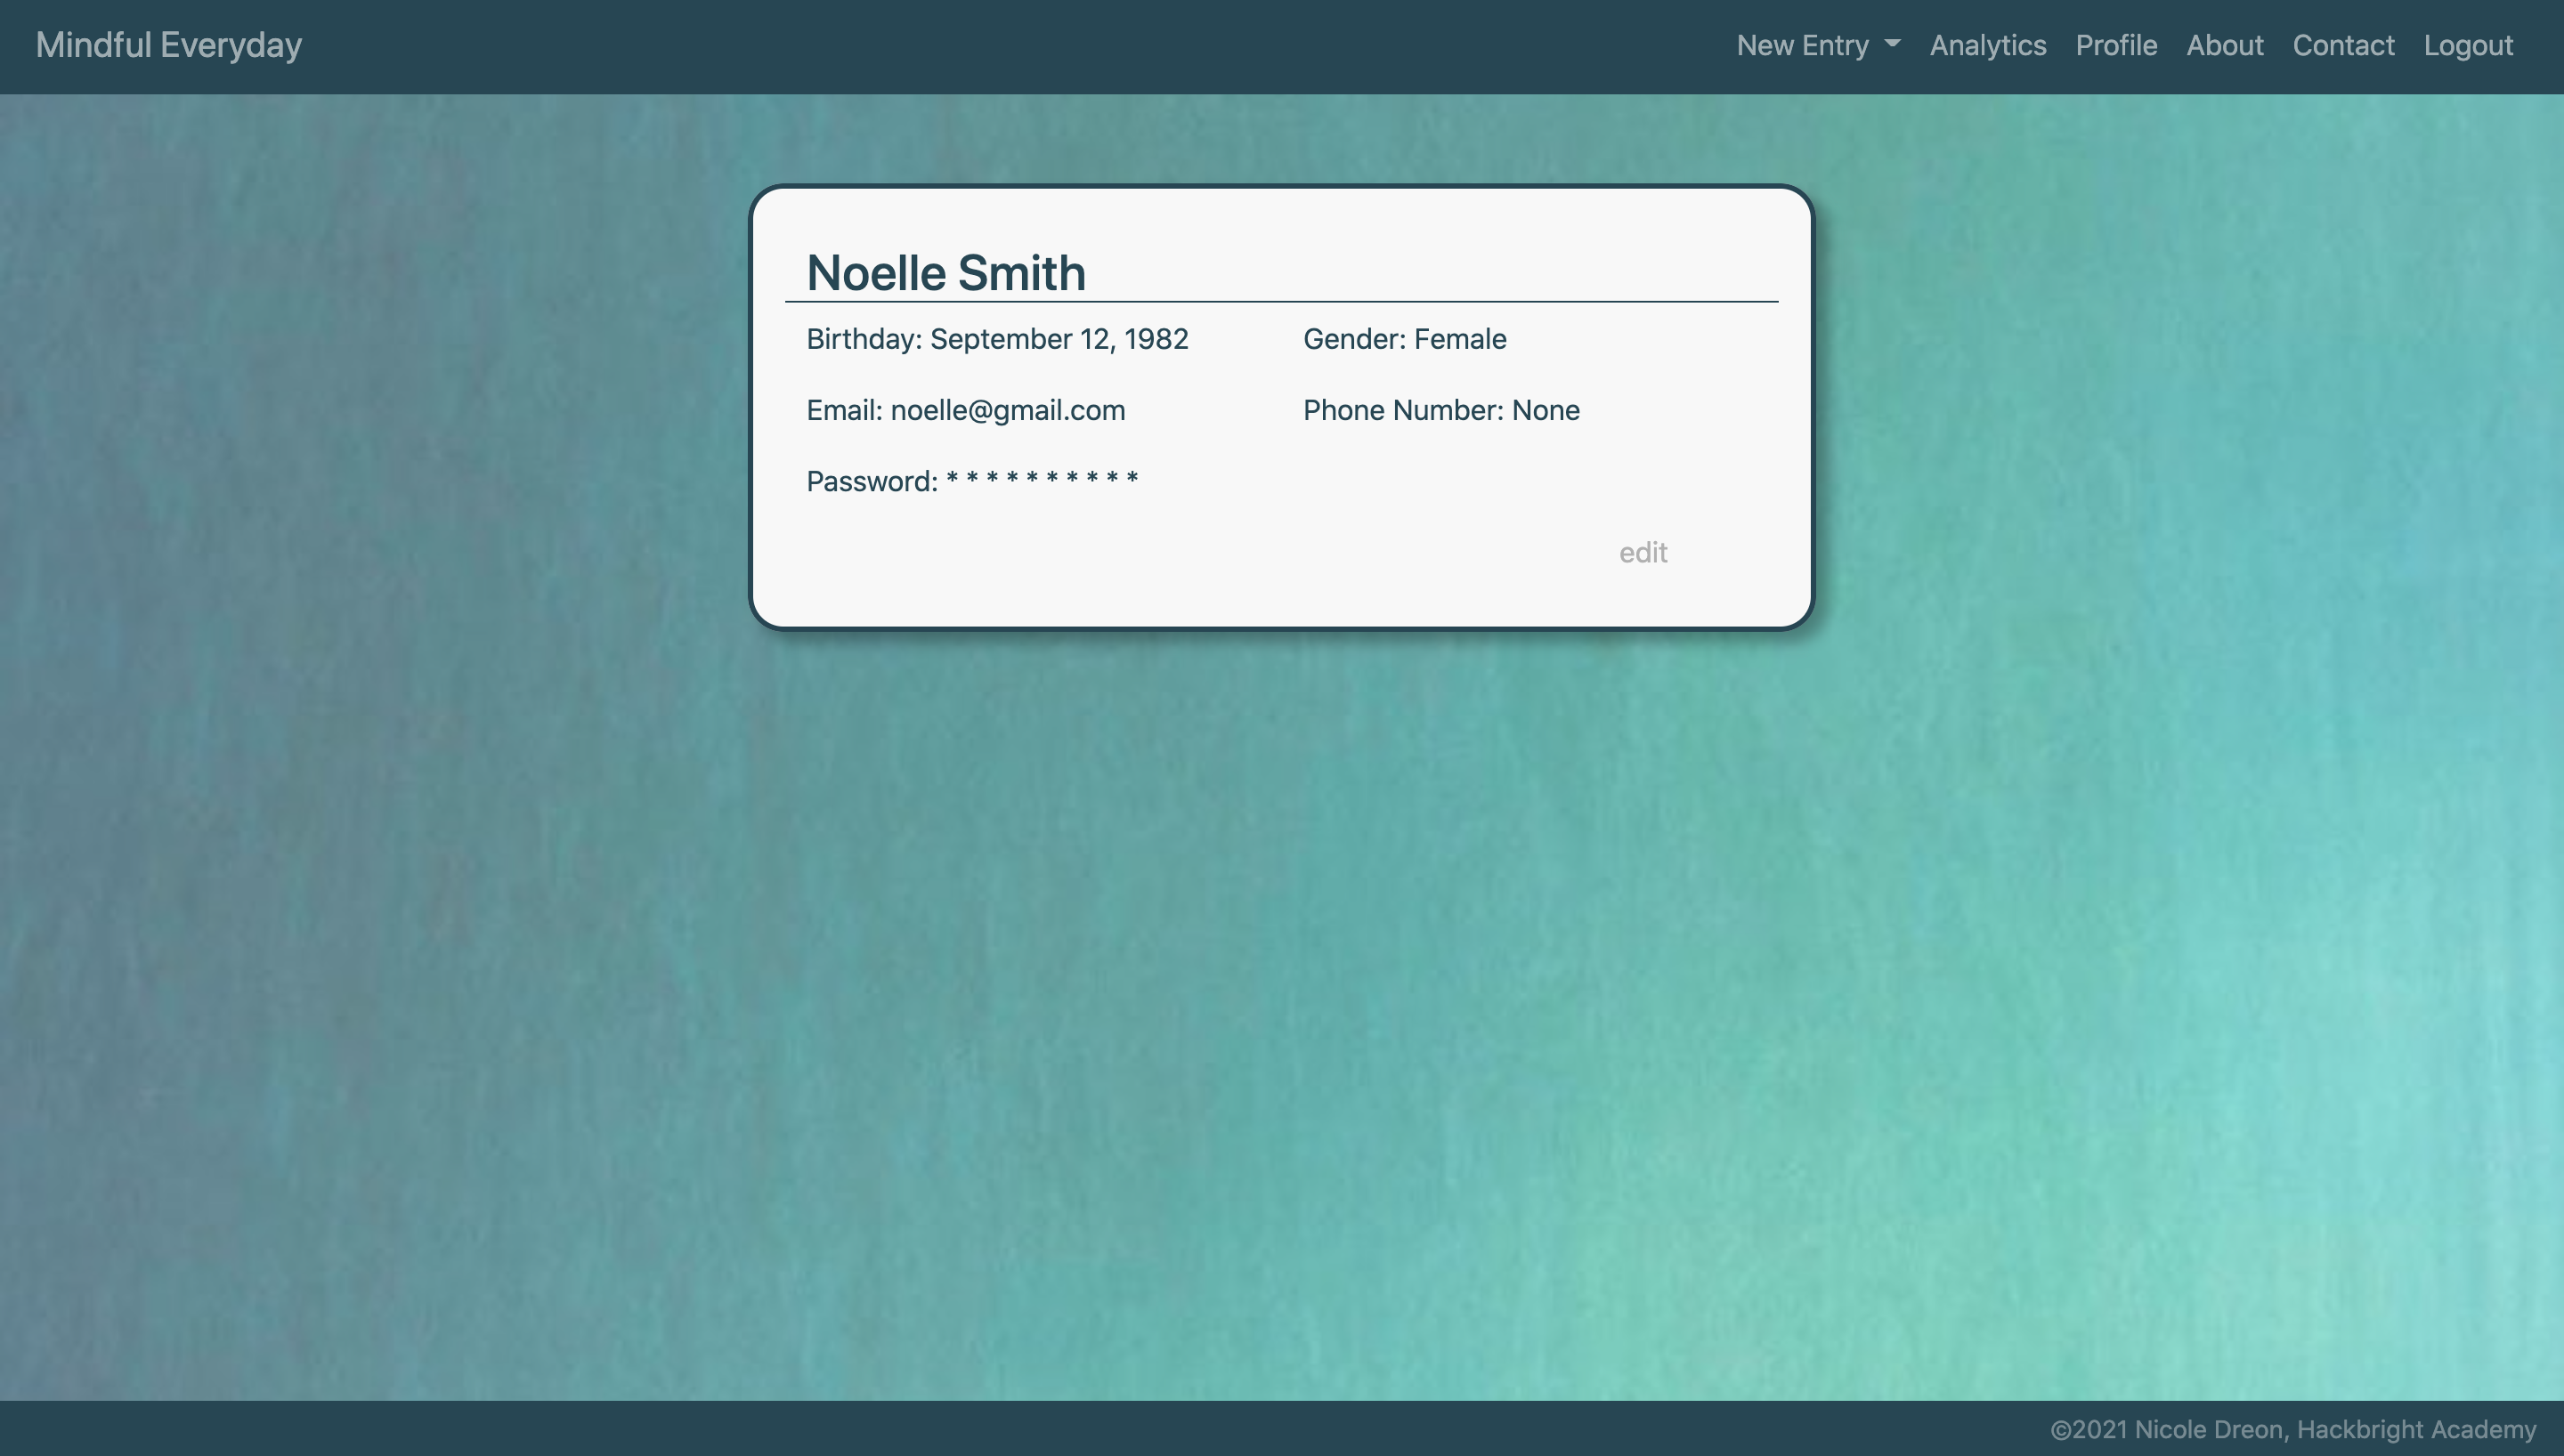 Mindful Everyday
New Entry Analytics Profile About Contact Logout
Noelle Smith
Birthday: September 12, 1982 Gender: Female
Email: noelle@gmail.com Phone Number: None
Password: * * * * * * * * * *
edit
©2021 Nicole Dreon, Hackbright Academy